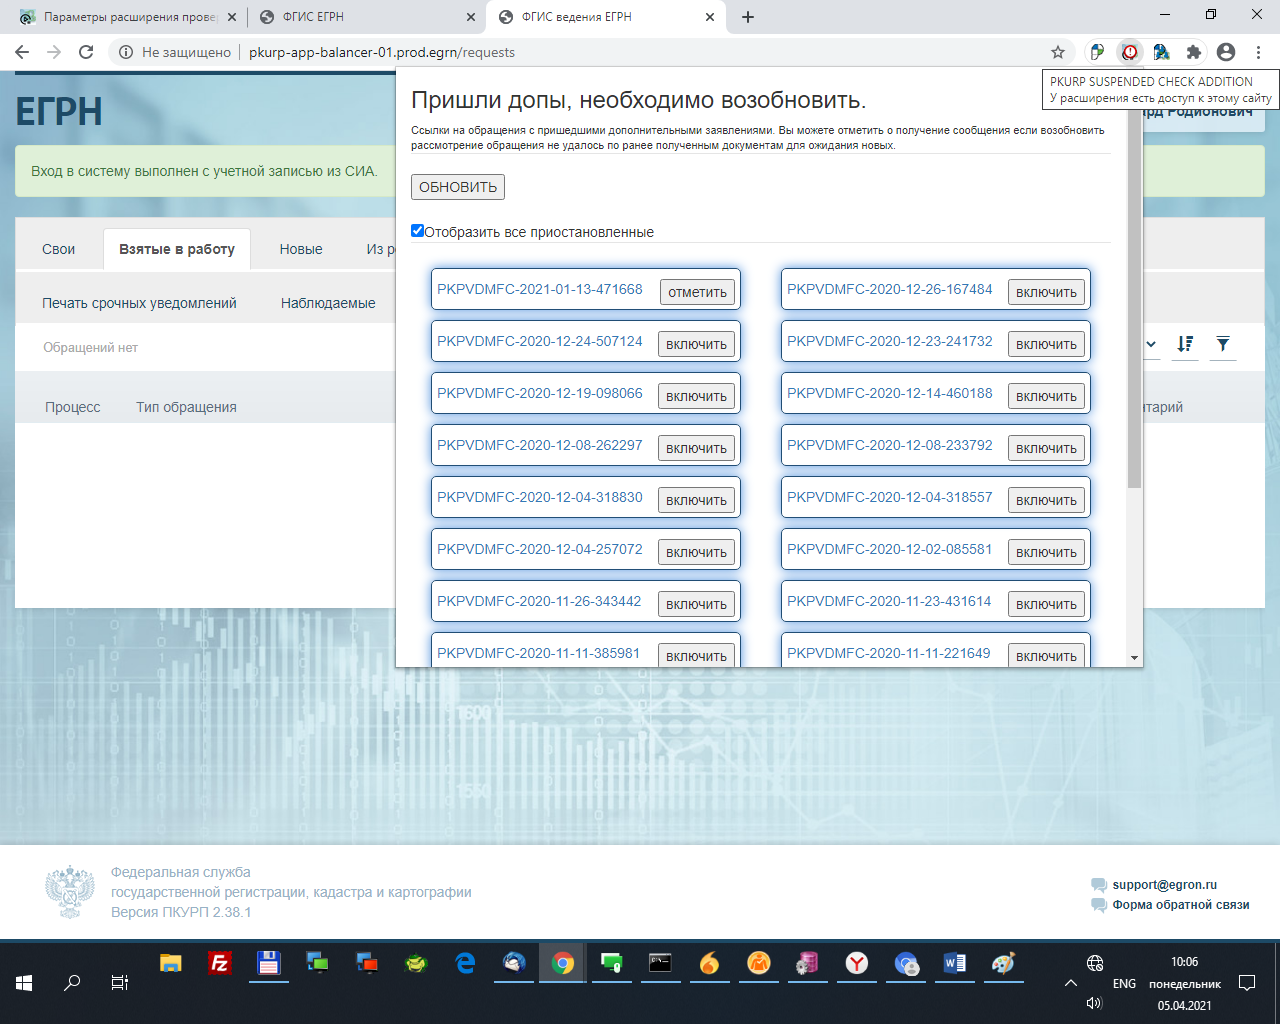 Параметры расширения прове
ФГИС ЕГРН
ФГИС ведения ЕГРН
Не защищено
pkurp-app-balancer-01.prod.egrn/requests
PKURP SUSPENDED CHECK ADDITION
У расширения есть доступ к этому сайту
ЕГРН
Родионович
Вход в систему выполнен с учетной записью из СИА.
Свои
Взятые в работу
Новые
Из р
Печать срочных уведомлений
Наблюдаемые
Обращений нет
Процесс
Тип обращения
нтарий
Пришли допы, необходимо возобновить.
Ссылки на обращения с пришедшими дополнительными заявлениями. Вы можете отметить о получение сообщения если возобновить
рассмотрение обращения не удалось по ранее полученным документам для ожидания новых.
ОБНОВИТЬ
Отобразить все приостановленные
PKPVDMFC-2021-01-13-471668 отметить
PKPVDMFC-2020-12-26-167484 включить
PKPVDMFC-2020-12-24-507124 включить
PKPVDMFC-2020-12-23-241732 включить
PKPVDMFC-2020-12-19-098066 включить
PKPVDMFC-2020-12-14-460188 включить
PKPVDMFC-2020-12-08-262297 включить
PKPVDMFC-2020-12-08-233792 включить
PKPVDMFC-2020-12-04-318830 включить
PKPVDMFC-2020-12-04-318557 включить
PKPVDMFC-2020-12-04-257072 включить
PKPVDMFC-2020-12-02-085581 включить
PKPVDMFC-2020-11-26-343442 включить
PKPVDMFC-2020-11-23-431614 включить
PKPVDMFC-2020-11-11-385981 включить
PKPVDMFC-2020-11-11-221649 включить
1600
1550
Федеральная служба
государственной регистрации, кадастра и картографии
Версия ПКУРП 2.38.1
support@egron.ru
Форма обратной связи
ENG
10:06
понедельник
05.04.2021